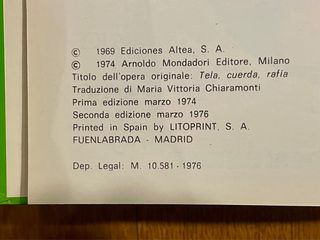 © 1969 Ediciones Altea, S. A.
© 1974 Arnoldo Mondadori Editore, Milano
Titolo dell'opera originale: Tela, cuerda, rafia
Traduzione di Maria Vittoria Chiaramonti
Prima edizione marzo 1974
Seconda edizione marzo 1976
Printed in Spain by LITOPRINT, S. A.
FUENLABRADA - MADRID
Dep. Legal: M. 10.581 - 1976